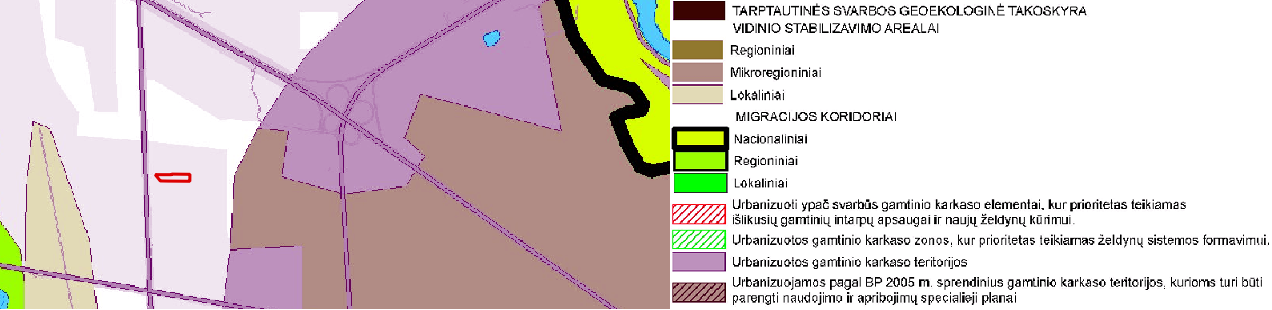 TARPTAUTINĖS SVARBOS GEOEKOLOGINĖ TAKOSKYRA
VIDINIO STABILIZAVIMO AREALAI
Regioniniai
Mikroregioniniai
Lokaliniai
MIGRACIJOS KORIDORIAI
Nacionaliniai
Regioniniai
Lokaliniai
Urbanizuoti ypač svarbūs gamtinio karkaso elementai, kur prioritetas teikiamas
išlikusių gamtinių intarpų apsaugai ir naujų želdynų kūrimui.
Urbanizuotos gamtinio karkaso zonos, kur prioritetas teikiamas želdynų sistemos formavimui.
Urbanizuotos gamtinio karkaso teritorijos
Urbanizuojamos pagal BP 2005 m. sprendinius gamtinio karkaso teritorijos, kurioms turi būti
parengti naudojimo ir apribojimų specialieji planai